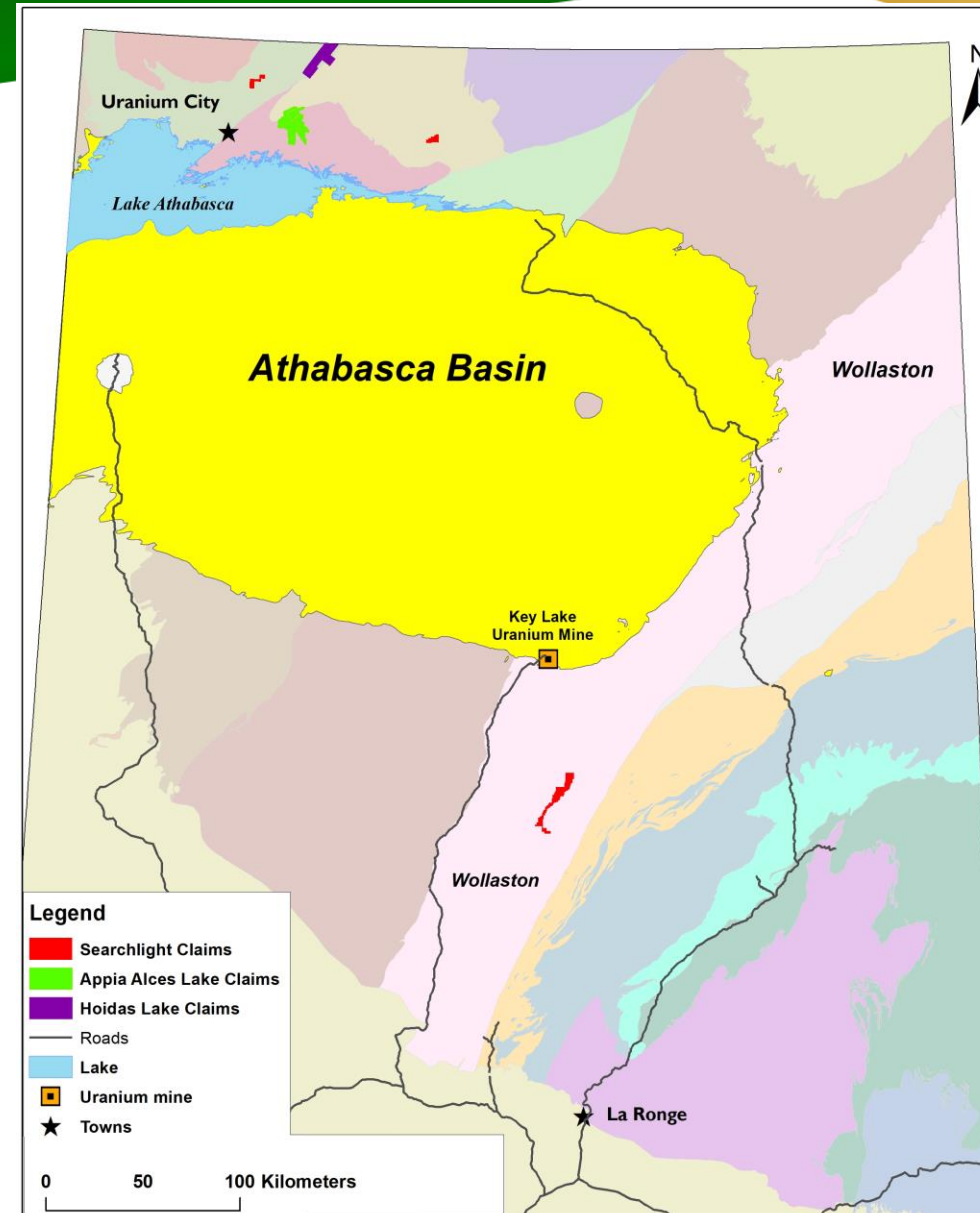 N
Uranium City
Lake Athabasca
Athabasca Basin
Wollaston
Key Lake
Uranium Mine
Wollaston
Legend
Searchlight Claims
Appia Alces Lake Claims
Hoidas Lake Claims
Roads
Lake
Uranium mine
Towns
La Ronge
0 50 100 Kilometers